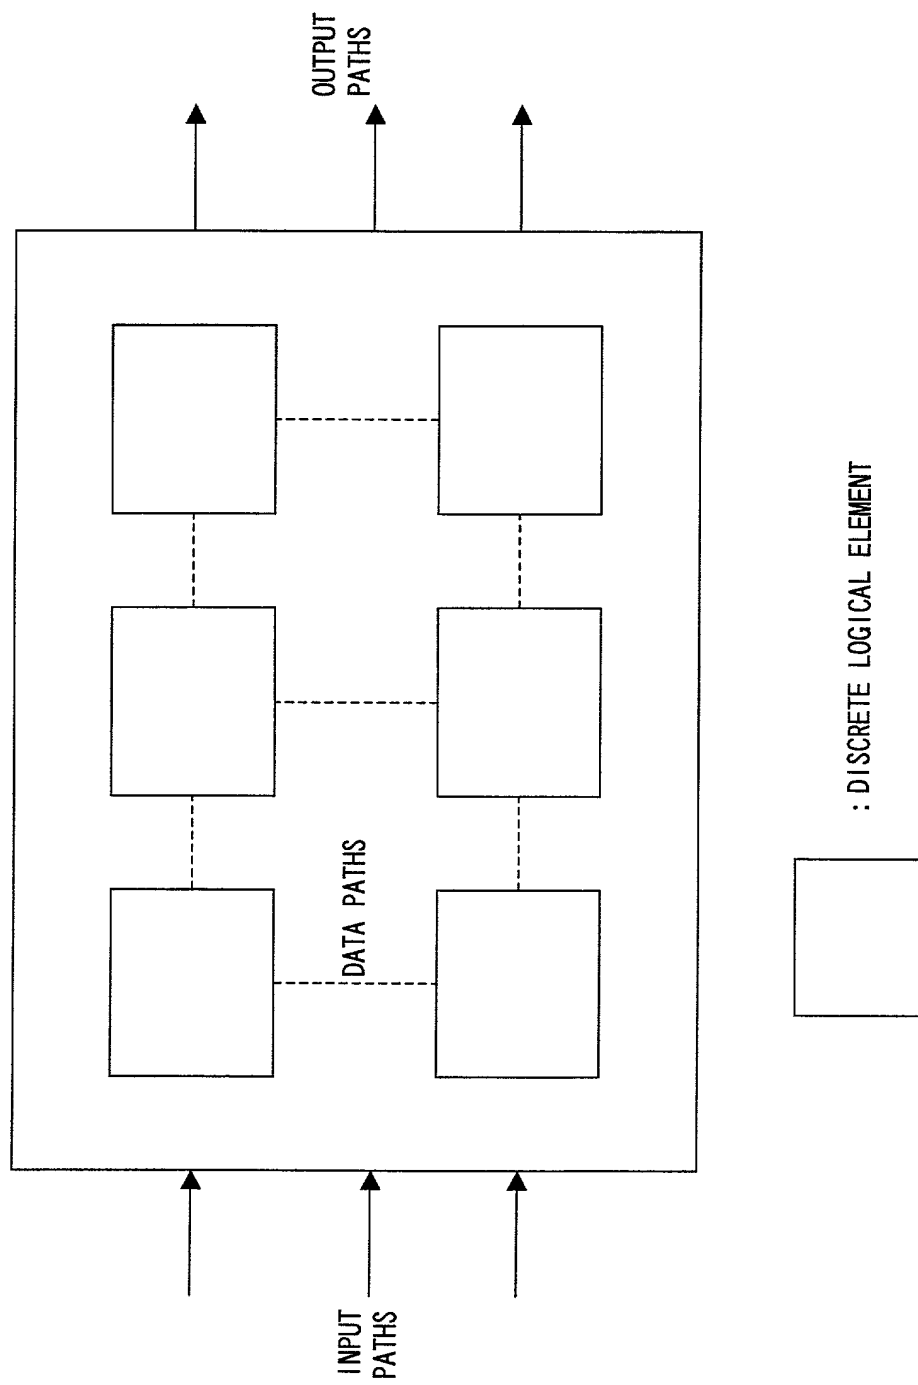 INPUT
PATHS
DATA PATHS
OUTPUT
PATHS
: DISCRETE LOGICAL ELEMENT